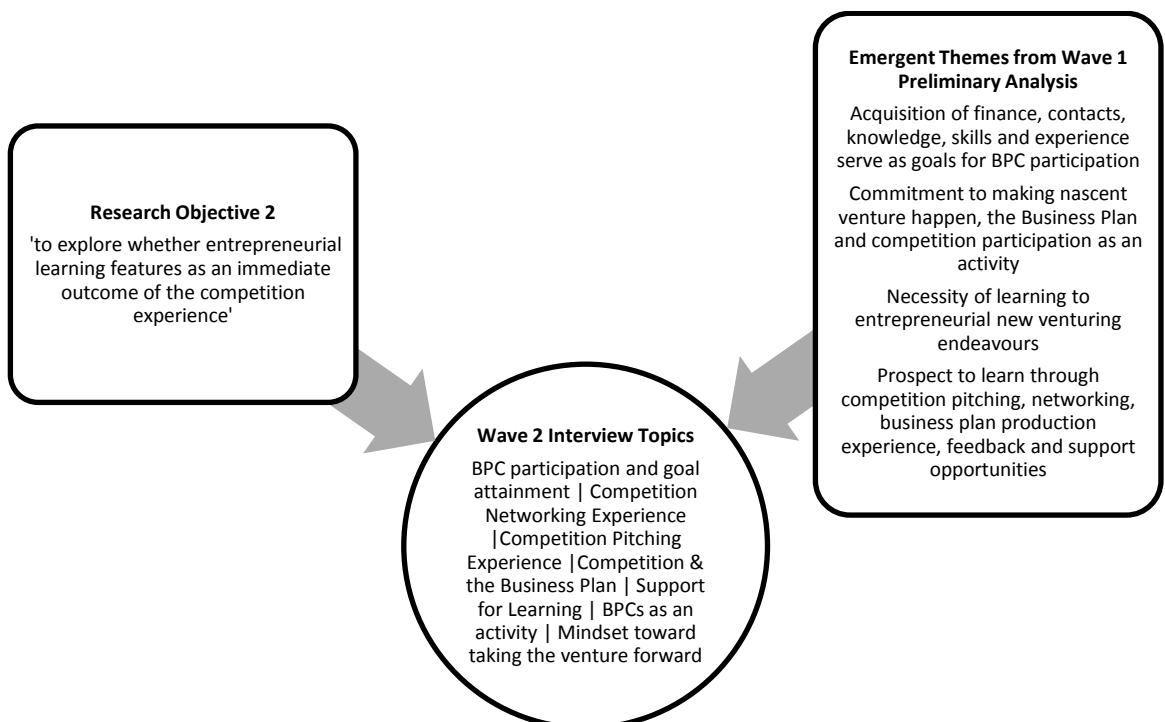 Research Objective 2
'to explore whether entrepreneurial
learning features as an immediate
outcome of the competition
experience'
Emergent Themes from Wave 1
Preliminary Analysis
Acquisition of finance, contacts,
knowledge, skills and experience
serve as goals for BPC participation
Commitment to making nascent
venture happen, the Business Plan
and competition participation as an
activity
Necessity of learning to
entrepreneurial new venturing
endeavours
Prospect to learn through
competition pitching, networking,
business plan production
experience, feedback and support
opportunities
Wave 2 Interview Topics
BPC participation and goal
attainment | Competition
Networking Experience
|Competition Pitching
Experience |Competition &
the Business Plan | Support
for Learning | BPCs as an
activity | Mindset toward
taking the venture forward